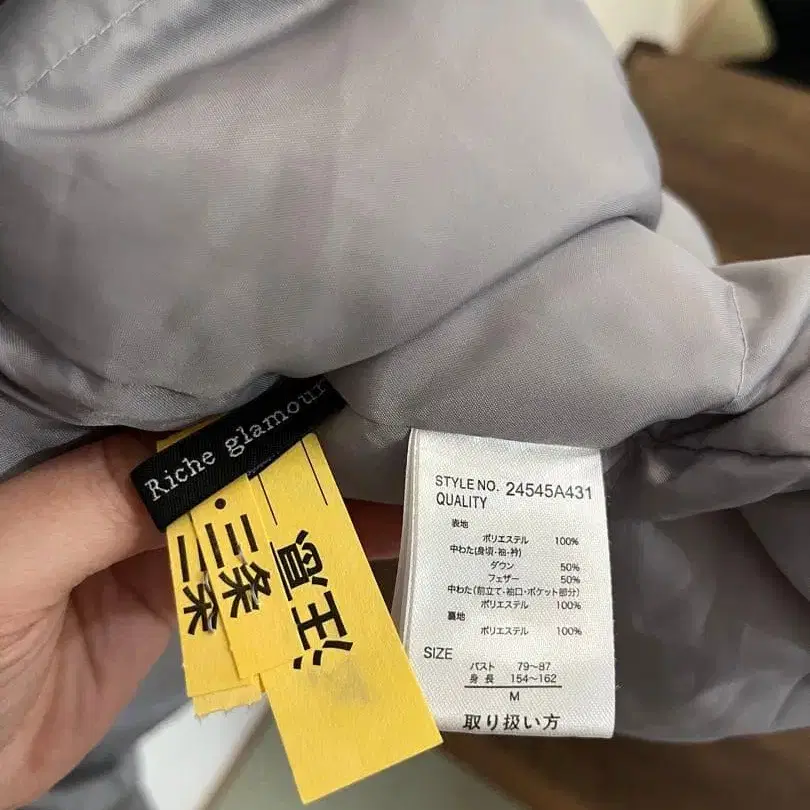 Riche glamour
三条
STYLE NO. 24545A431
QUALITY
表地
ポリエステル 100%
中わた(身頃・袖・衿)
ダウン 50%
フェザー 50%
中わた(前立て・袖口・ポケット部分)
ポリエステル 100%
裏地
ポリエステル 100%
SIZE
バスト 79~87
身長 154~162
M
取り扱い方